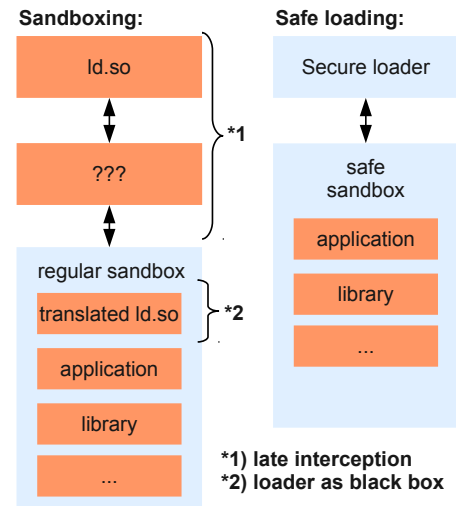 Sandboxing:
ld.so
???
*1
regular sandbox
translated ld.so
*2
application
library
...
Safe loading:
Secure loader
safe
sandbox
application
library
...
*1) late interception
*2) loader as black box